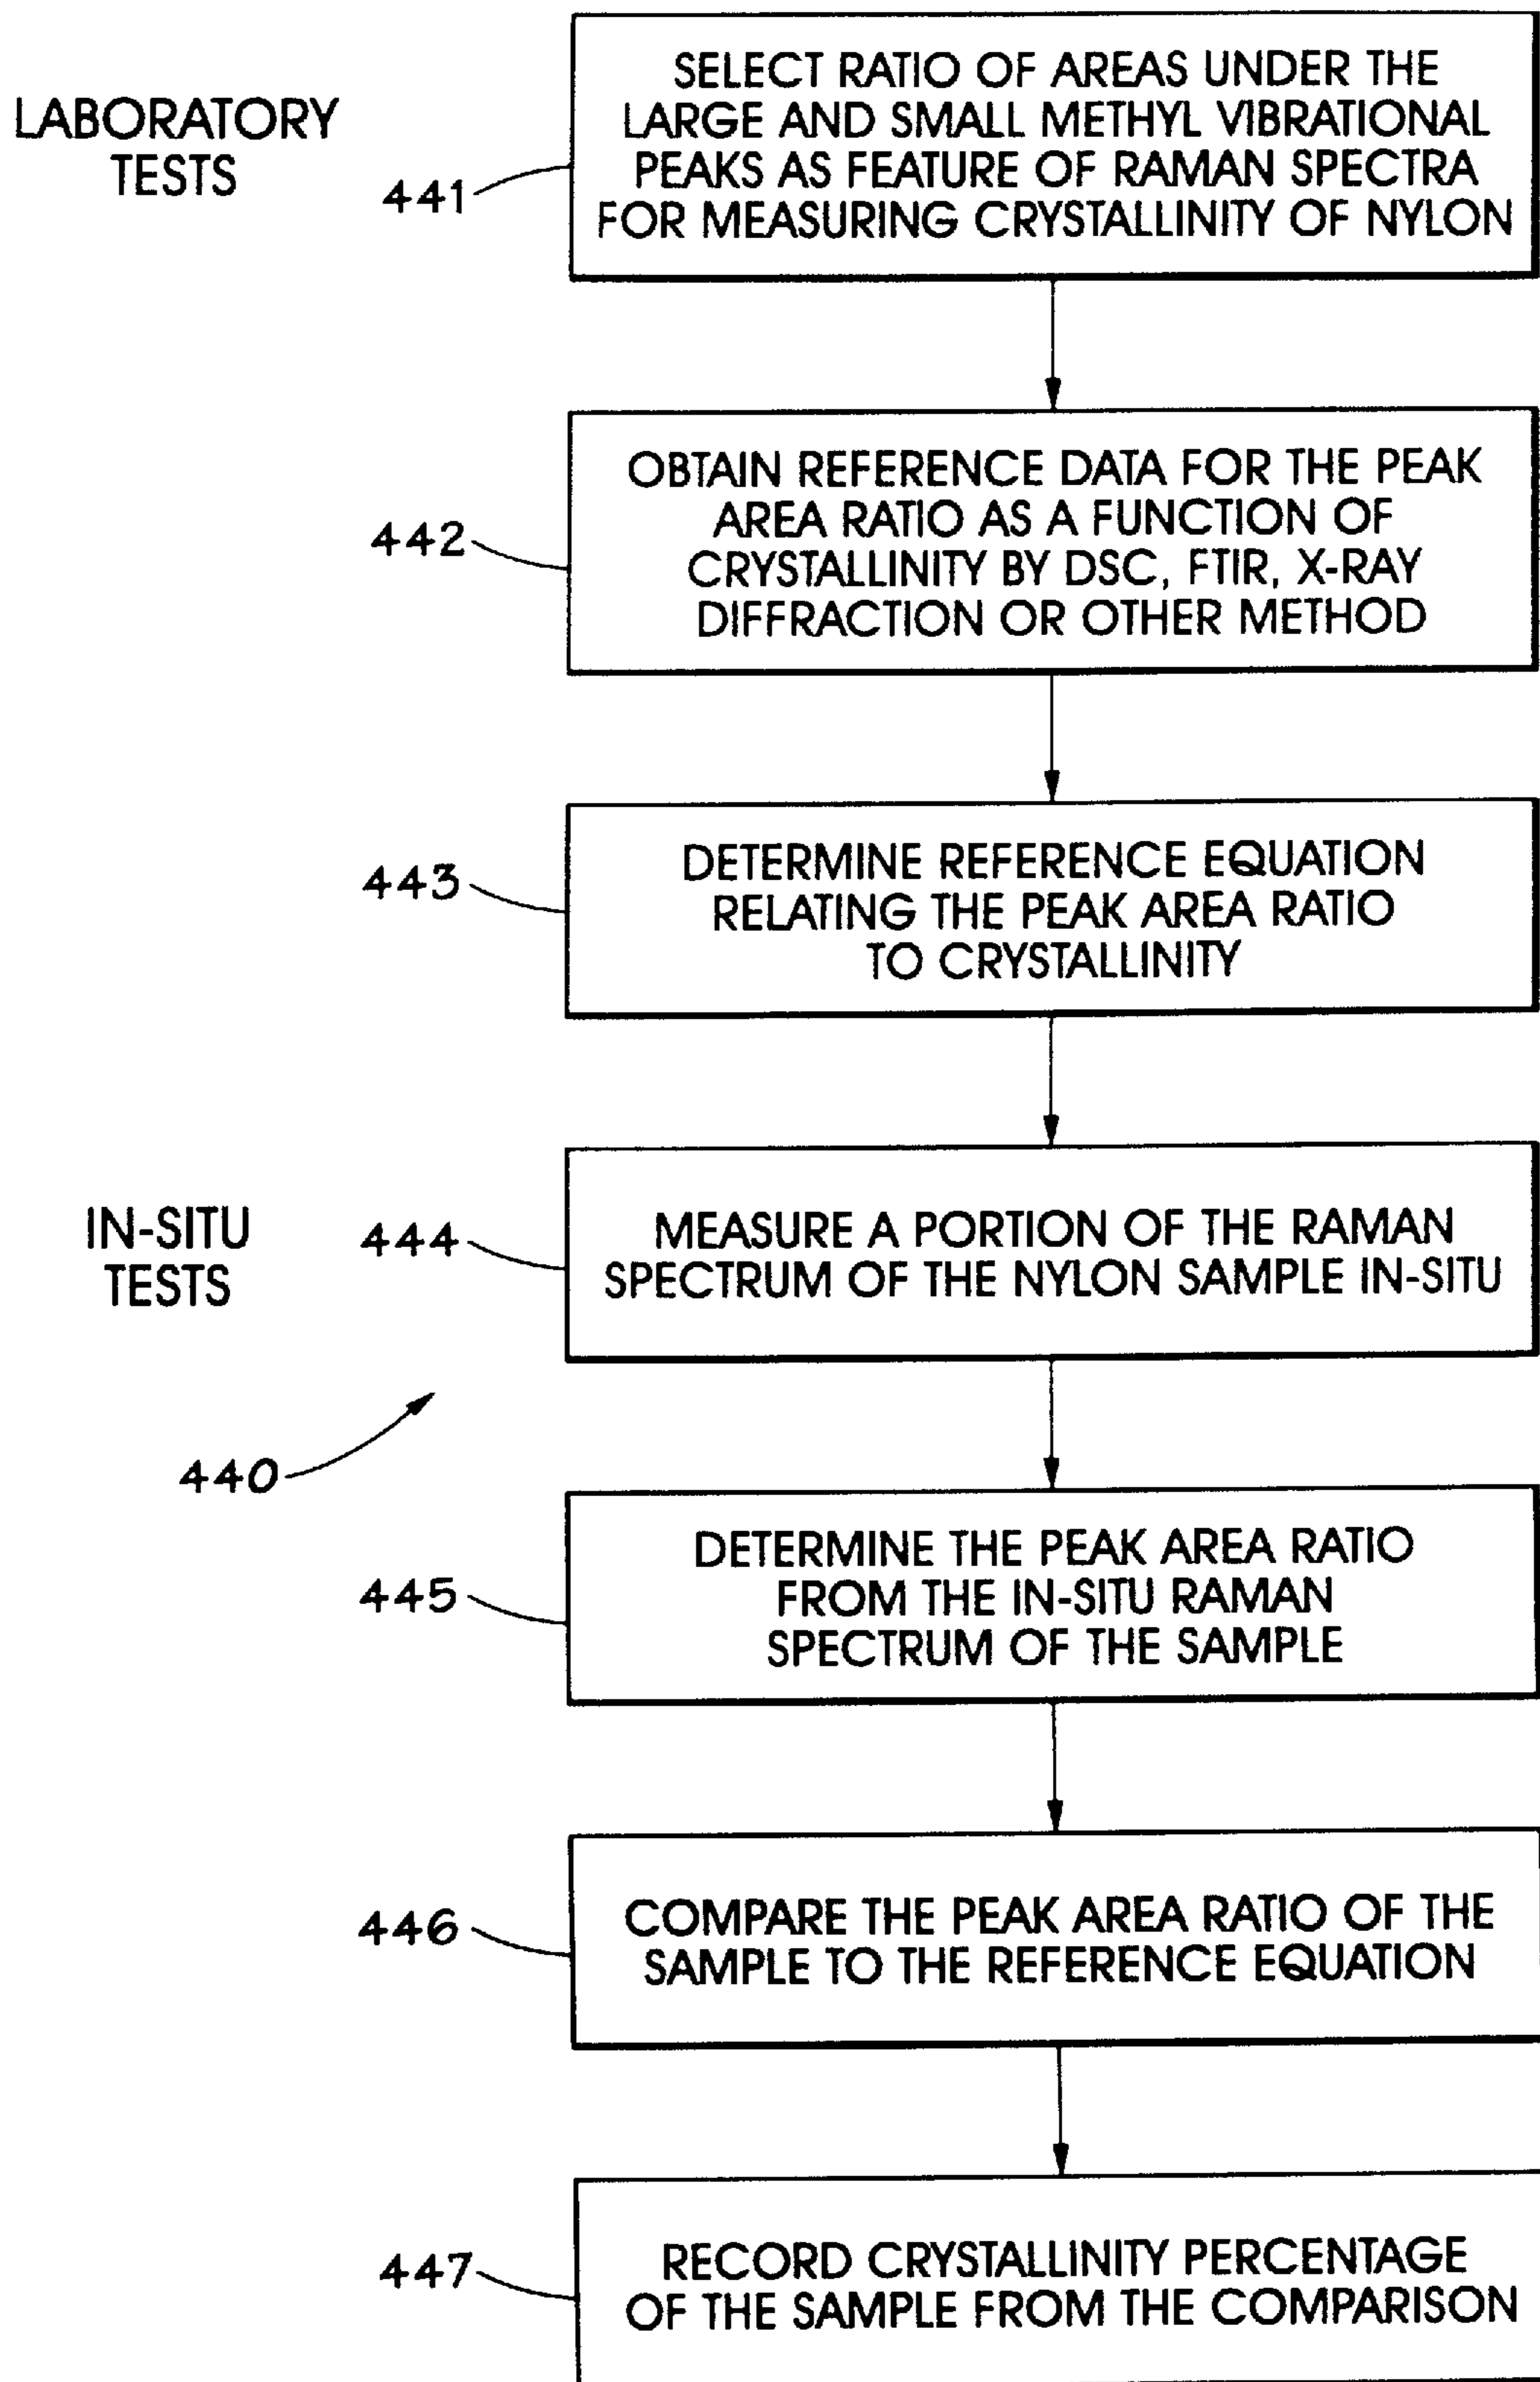 LABORATORY
TESTS
441
SELECT RATIO OF AREAS UNDER THE
LARGE AND SMALL METHYL VIBRATIONAL
PEAKS AS FEATURE OF RAMAN SPECTRA
FOR MEASURING CRYSTALLINITY OF NYLON
442
OBTAIN REFERENCE DATA FOR THE PEAK
AREA RATIO AS A FUNCTION OF
CRYSTALLINITY BY DSC, FTIR, X-RAY
DIFFRACTION OR OTHER METHOD
443
DETERMINE REFERENCE EQUATION
RELATING THE PEAK AREA RATIO
TO CRYSTALLINITY
IN-SITU
TESTS
444
MEASURE A PORTION OF THE RAMAN
SPECTRUM OF THE NYLON SAMPLE IN-SITU
440
445
DETERMINE THE PEAK AREA RATIO
FROM THE IN-SITU RAMAN
SPECTRUM OF THE SAMPLE
446
COMPARE THE PEAK AREA RATIO OF THE
SAMPLE TO THE REFERENCE EQUATION
447
RECORD CRYSTALLINITY PERCENTAGE
OF THE SAMPLE FROM THE COMPARISON